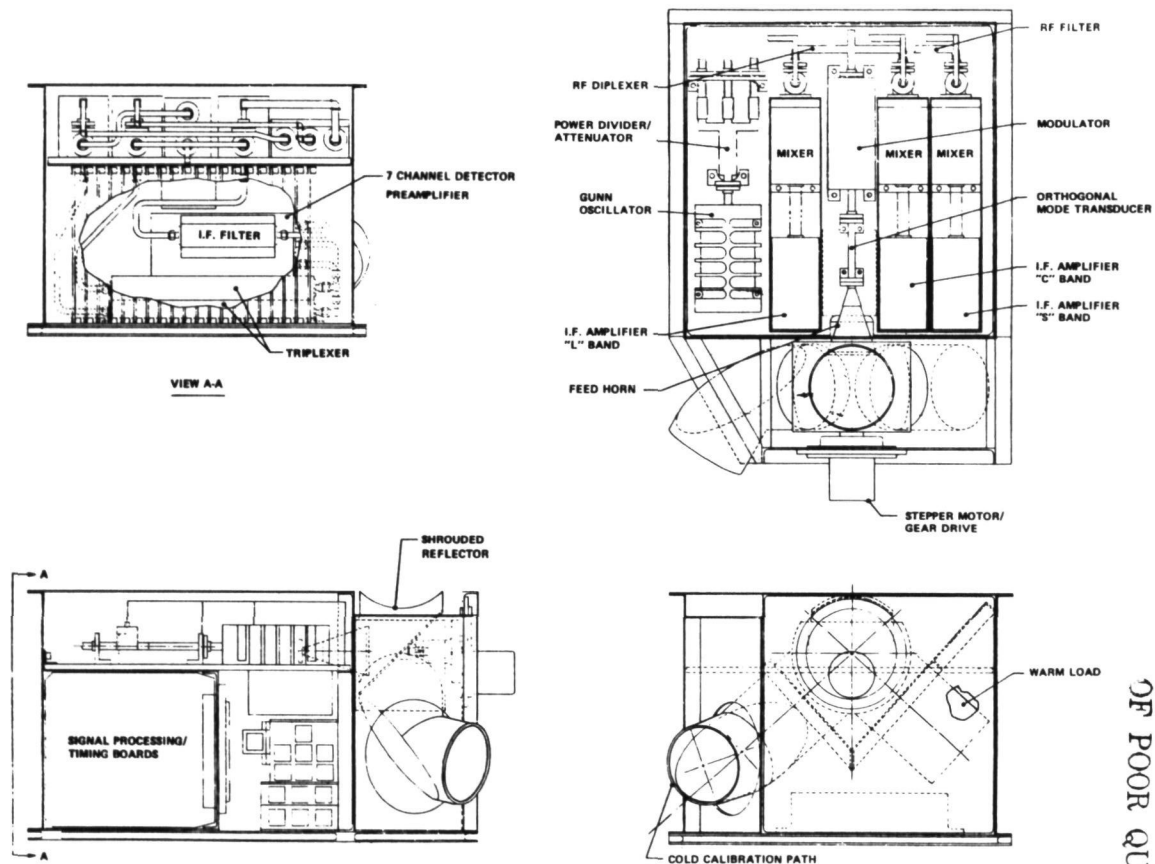 7 CHANNEL DETECTOR
PREAMPLIFIER
I.F. FILTER
TRIPLEXER
VIEW A-A
RF FILTER
RF DIPLEXER
POWER DIVIDER/
ATTENUATOR
MIXER
MIXER
MIXER
MODULATOR
GUNN
OSCILLATOR
ORTHOGONAL
MODE TRANSDUCER
I.F. AMPLIFIER
"C" BAND
I.F. AMPLIFIER
"S" BAND
I.F. AMPLIFIER
"L" BAND
FEED HORN
STEPPER MOTOR/
GEAR DRIVE
SHROUDED
REFLECTOR
A
SIGNAL PROCESSING/
TIMING BOARDS
A
WARM LOAD
COLD CALIBRATION PATH
OF POOR QU